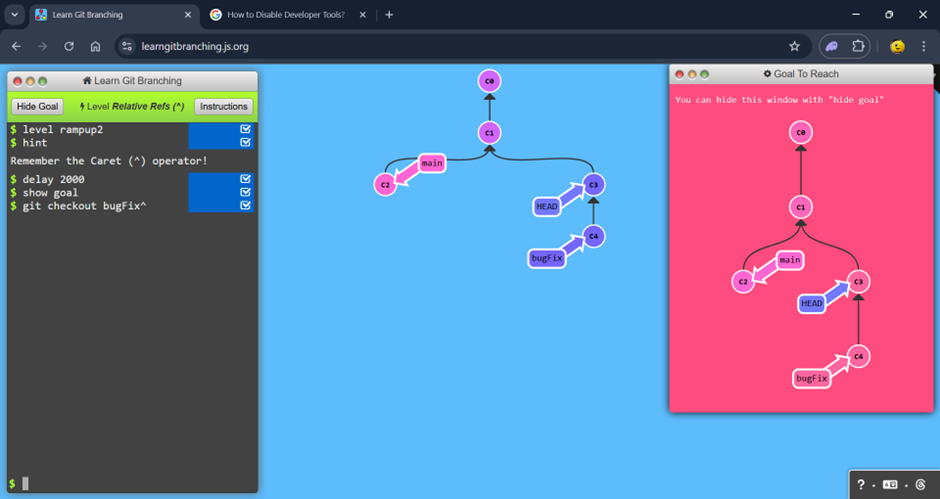 Learn Git Branching
How to Disable Developer Tools?
learngitbranching.js.org
Learn Git Branching
Hide Goal
Level Relative Refs (^)
Instructions
$ level rampup2
$ hint
Remember the Caret (^) operator!
$ delay 2000
$ show goal
$ git checkout bugFix^
$
C0
C1
main
C2
C3
HEAD
C4
bugFix
Goal To Reach
You can hide this window with "hide goal"
C0
C1
main
C2
C3
HEAD
C4
bugFix
?